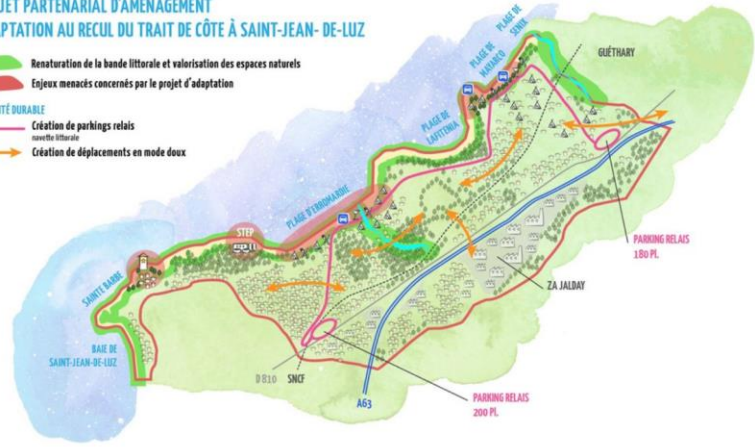 JET PARTENARIAL D'AMÉNAGEMENT
PTATION AU RECUL DU TRAIT DE CÔTE À SAINT-JEAN- DE-LUZ
Renaturation de la bande littorale et valorisation des espaces naturels
Enjeux menacés concernés par le projet d'adaptation
ITÉ DURABLE
Création de parkings relais
navette littorale
Création de déplacements en mode doux
PLAGE DE SENIX
PLAGE DE MAYARCO
GUÉTHARY
PLAGE DE LAFITENIA
PLAGE D'ERROMARDIE
STEP
SAINTE BARBE
BAIE DE
SAINT-JEAN-DE-LUZ
PARKING RELAIS
180 Pl.
ZA JALDAY
D810
SNCF
A63
PARKING RELAIS
200 Pl.